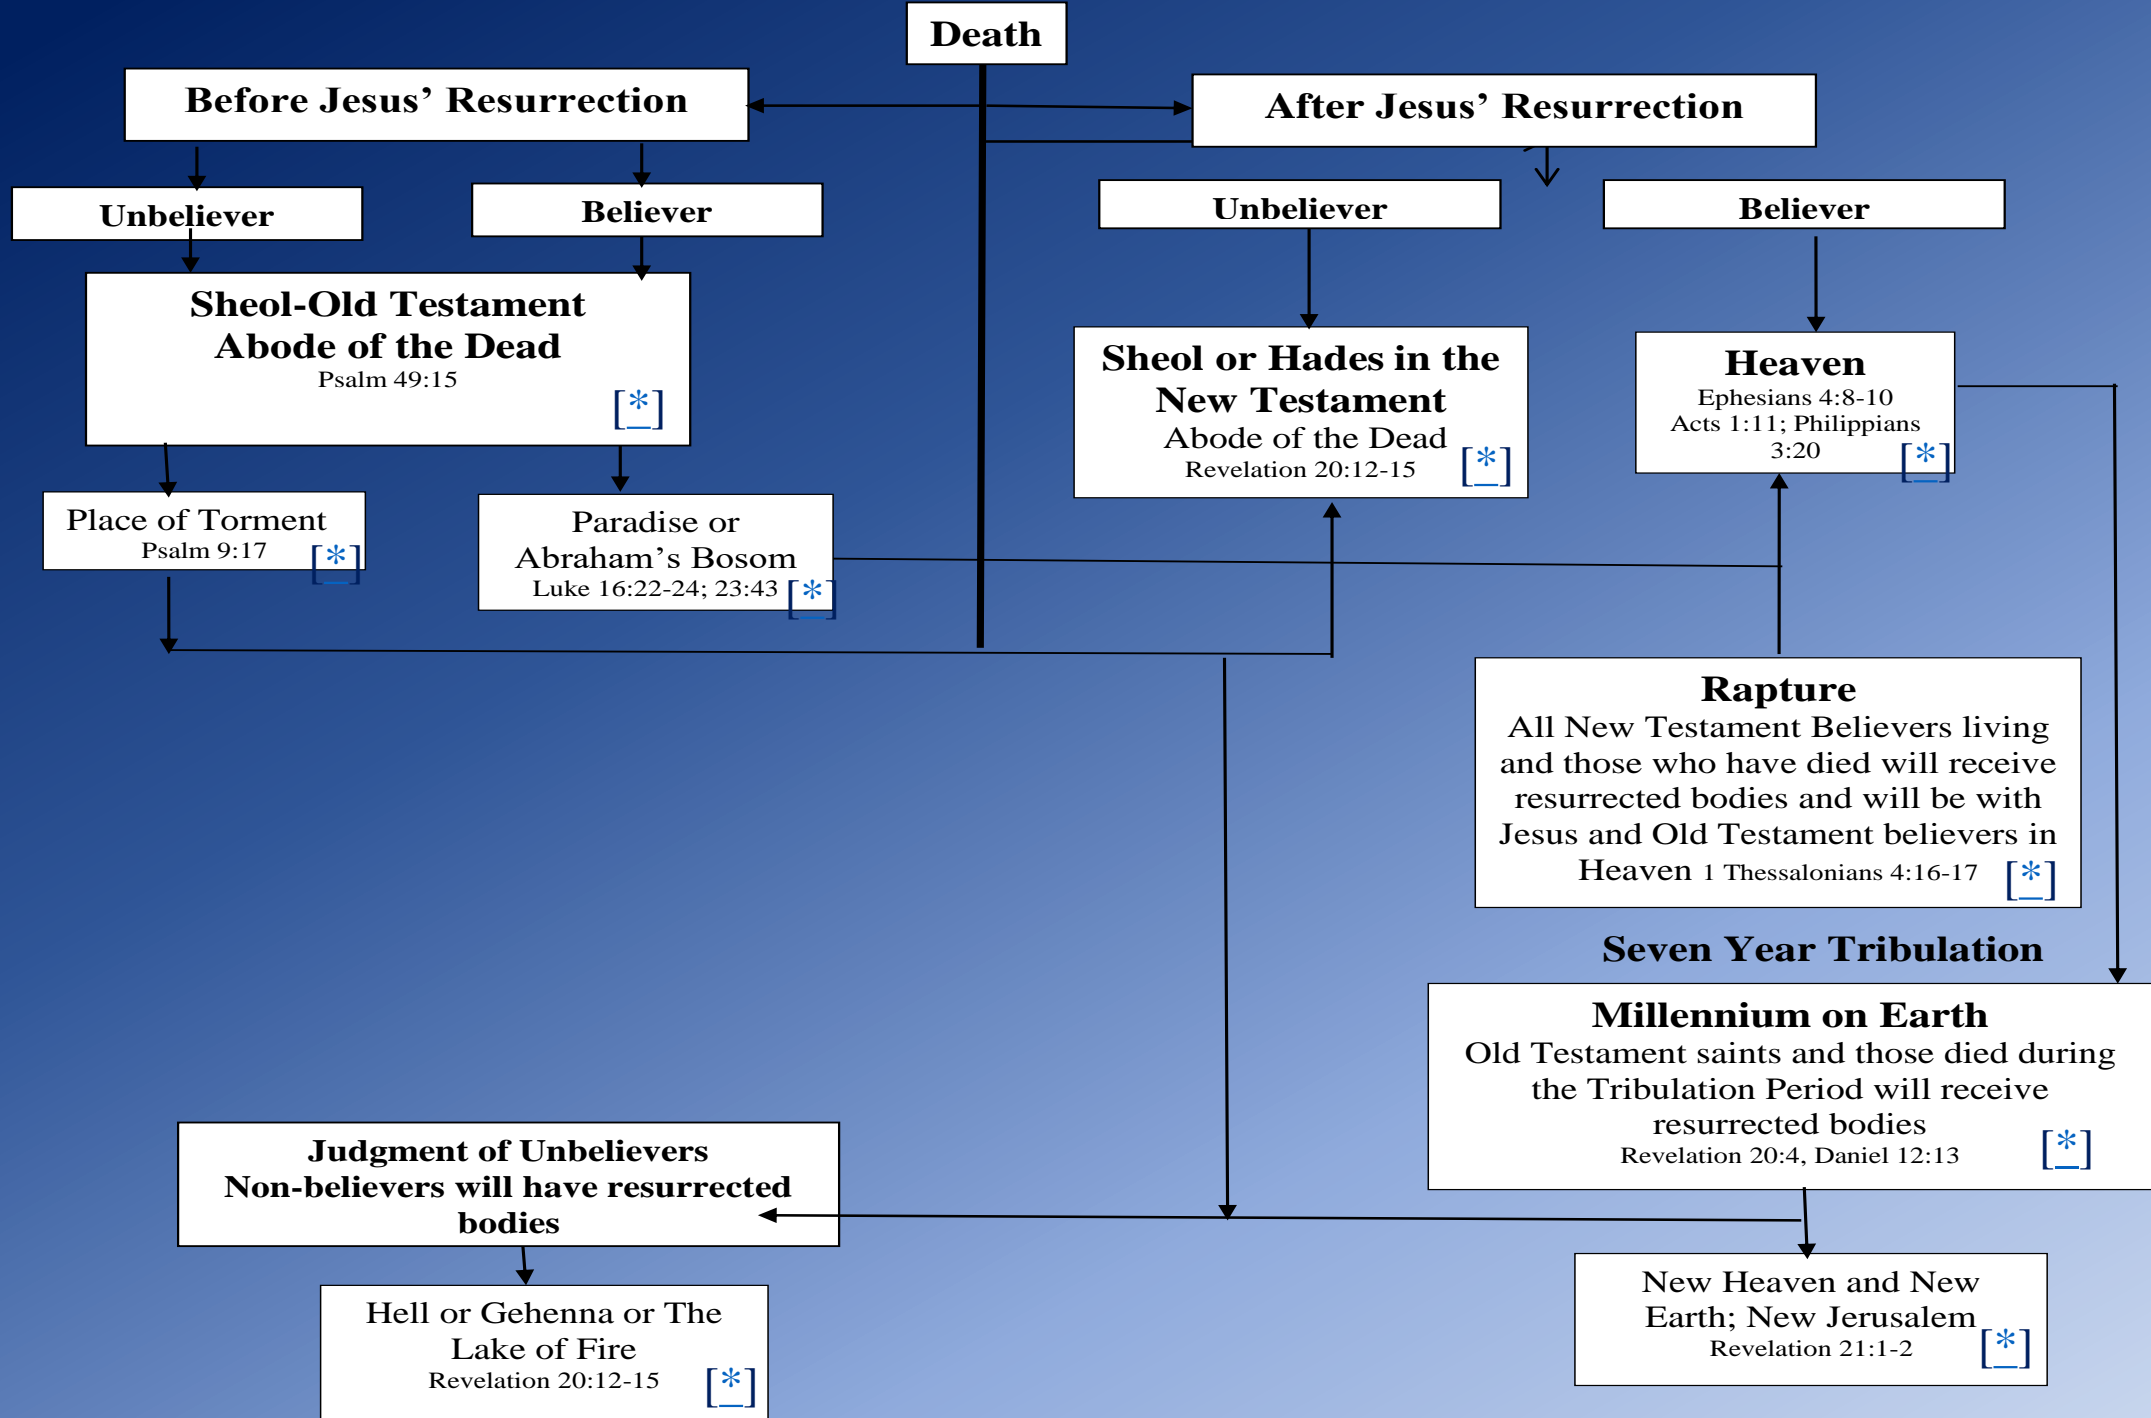 Death
Before Jesus’ Resurrection
After Jesus’ Resurrection
Unbeliever
Believer
Unbeliever
Believer
Sheol-Old Testament
Abode of the Dead
Psalm 49:15
[*]
Sheol or Hades in the
New Testament
Abode of the Dead
Revelation 20:12-15
[*]
Heaven
Ephesians 4:8-10
Acts 1:11; Philippians
3:20
[*]
Place of Torment
Psalm 9:17
[*]
Paradise or
Abraham’s Bosom
Luke 16:22-24; 23:43
[*]
Rapture
All New Testament Believers living
and those who have died will receive
resurrected bodies and will be with
Jesus and Old Testament believers in
Heaven 1 Thessalonians 4:16-17
[*]
Seven Year Tribulation
Millennium on Earth
Old Testament saints and those died during
the Tribulation Period will receive
resurrected bodies
Revelation 20:4, Daniel 12:13
[*]
Judgment of Unbelievers
Non-believers will have resurrected
bodies
Hell or Gehenna or The
Lake of Fire
Revelation 20:12-15
[*]
New Heaven and New
Earth; New Jerusalem
Revelation 21:1-2
[*]